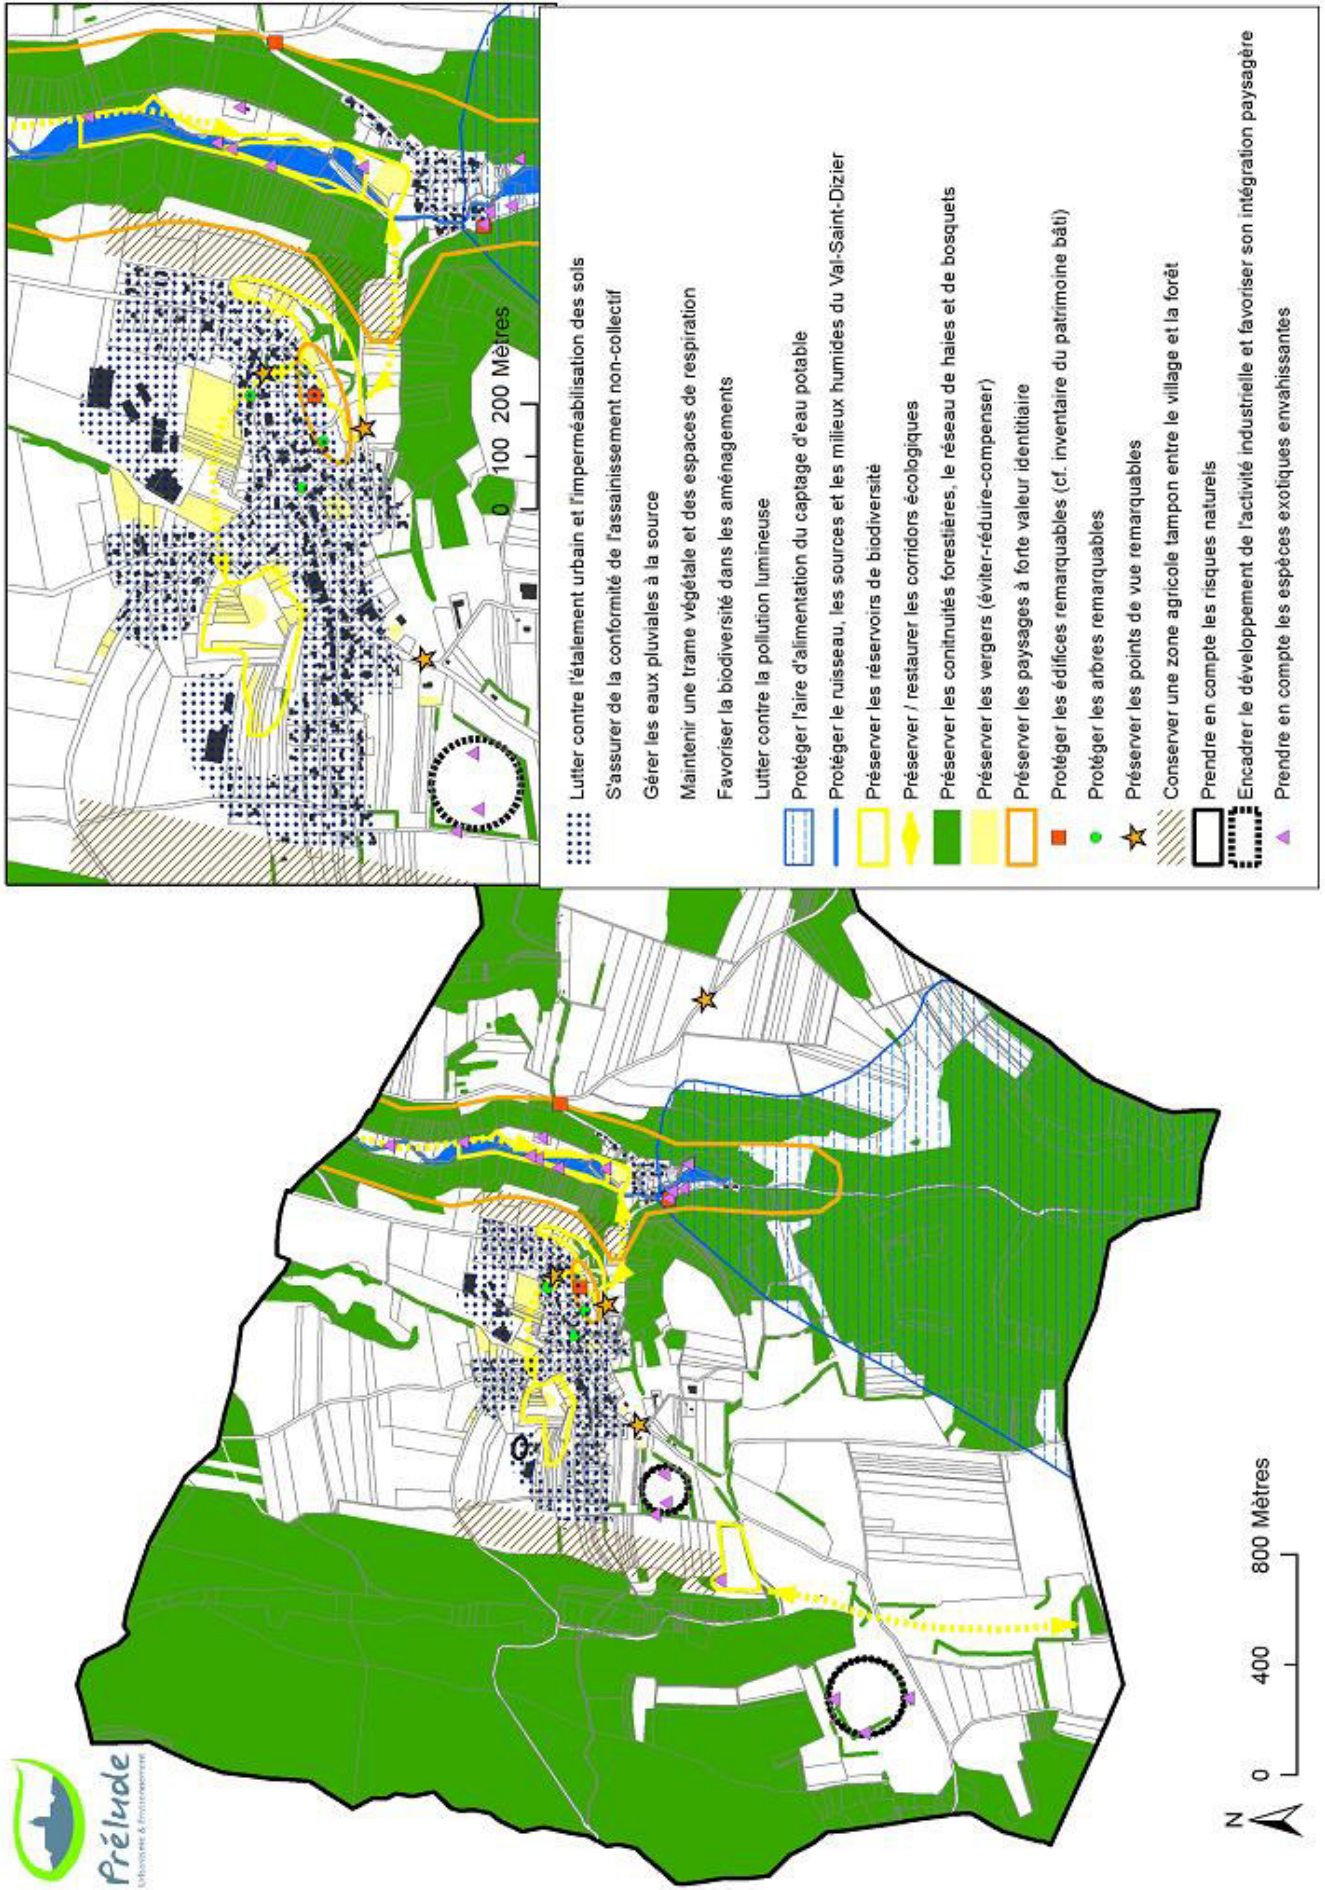 Prélude
Urbanisme & Environnement
0 100 200 Mètres
Lutter contre l'étalement urbain et l'imperméabilisation des sols
S'assurer de la conformité de l'assainissement non-collectif
Gérer les eaux pluviales à la source
Maintenir une trame végétale et des espaces de respiration
Favoriser la biodiversité dans les aménagements
Lutter contre la pollution lumineuse
Protéger l'aire d'alimentation du captage d'eau potable
Protéger le ruisseau, les sources et les milieux humides du Val-Saint-Dizier
Préserver les réservoirs de biodiversité
Préserver / restaurer les corridors écologiques
Préserver les conitnuités forestières, le réseau de haies et de bosquets
Préserver les vergers (éviter-réduire-compenser)
Préserver les paysages à forte valeur identitiaire
Protéger les édifices remarquables (cf. inventaire du patrimoine bâti)
Protéger les arbres remarquables
Préserver les points de vue remarquables
Conserver une zone agricole tampon entre le village et la forêt
Prendre en compte les risques naturels
Encadrer le développement de l'activité industrielle et favoriser son intégration paysagère
Prendre en compte les espèces exotiques envahissantes
N
0 400 800 Mètres